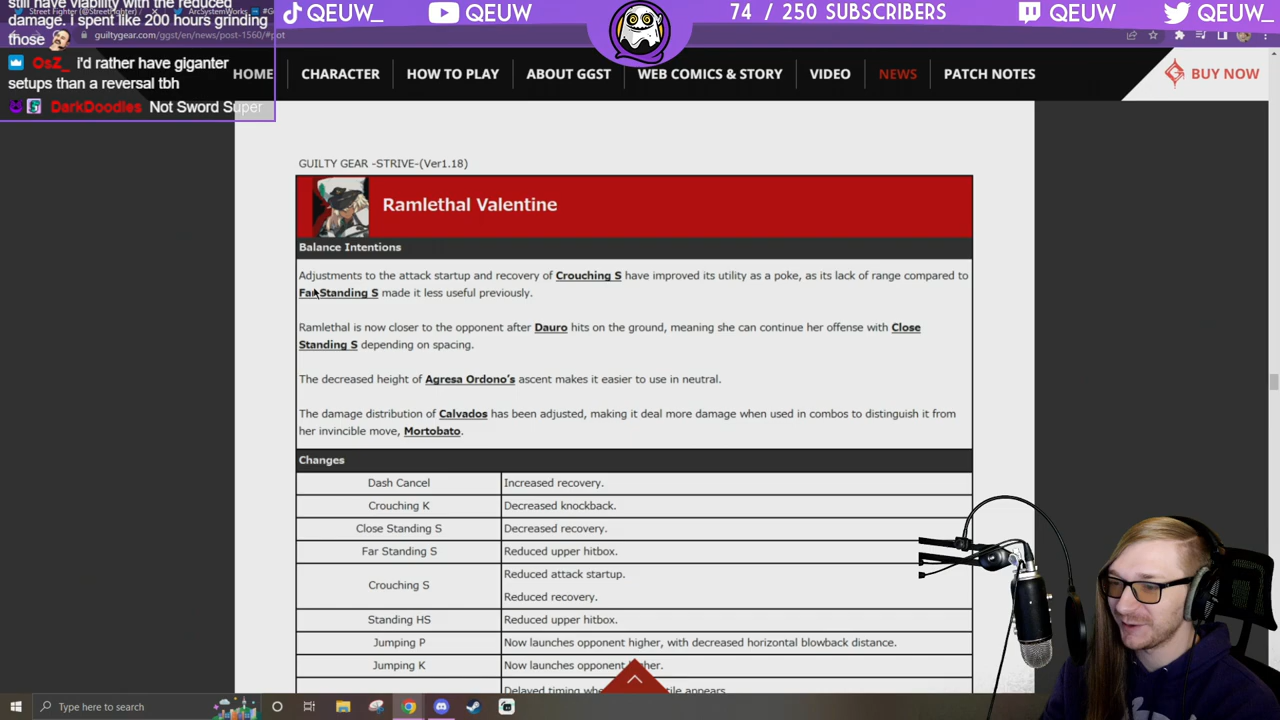 still have viability with the reduced
damage. I spent like 200 hours grinding
those
OsZ_ i'd rather have giganter
setups than a reversal tbh
DarkDoodles Not Sword Super
QEUW_
QEUW
74 / 250 SUBSCRIBERS
QEUW
QEUW_
guiltygear.com/ggst/en/news/post-1560/#pot
HOME
CHARACTER
HOW TO PLAY
ABOUT GGST
WEB COMICS & STORY
VIDEO
NEWS
PATCH NOTES
BUY NOW
GUILTY GEAR -STRIVE-(Ver1.18)
Ramlethal Valentine
Balance Intentions
Adjustments to the attack startup and recovery of Crouching S have improved its utility as a poke, as its lack of range compared to
Far Standing S made it less useful previously.
Ramlethal is now closer to the opponent after Dauro hits on the ground, meaning she can continue her offense with Close
Standing S depending on spacing.
The decreased height of Agresa Ordono's ascent makes it easier to use in neutral.
The damage distribution of Calvados has been adjusted, making it deal more damage when used in combos to distinguish it from
her invincible move, Mortobato.
Changes
Dash Cancel Increased recovery.
Crouching K Decreased knockback.
Close Standing S Decreased recovery.
Far Standing S Reduced upper hitbox.
Crouching S Reduced attack startup.
Reduced recovery.
Standing HS Reduced upper hitbox.
Jumping P Now launches opponent higher, with decreased horizontal blowback distance.
Jumping K Now launches opponent higher.
Type here to search